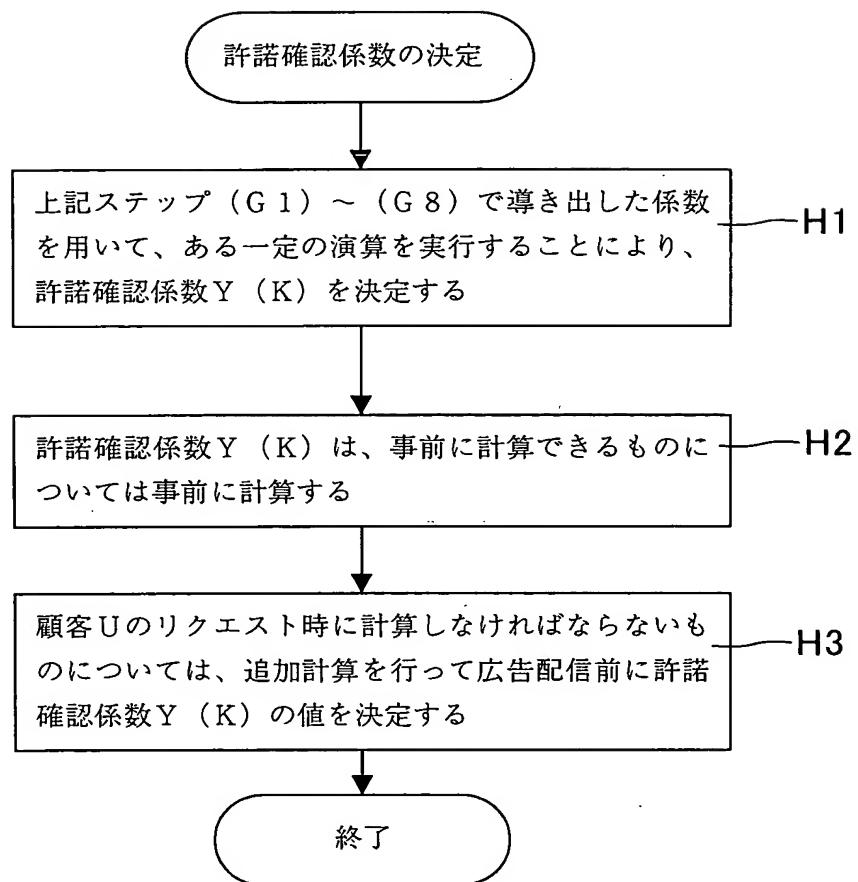 許諾確認係数の決定
上記ステップ（G1）～（G8）で導き出した係数
を用いて、ある一定の演算を実行することにより、
許諾確認係数Y（K）を決定する
H1
許諾確認係数Y（K）は、事前に計算できるものに
ついては事前に計算する
H2
顧客Uのリクエスト時に計算しなければならないも
のについては、追加計算を行って広告配信前に許諾
確認係数Y（K）の値を決定する
H3
終了